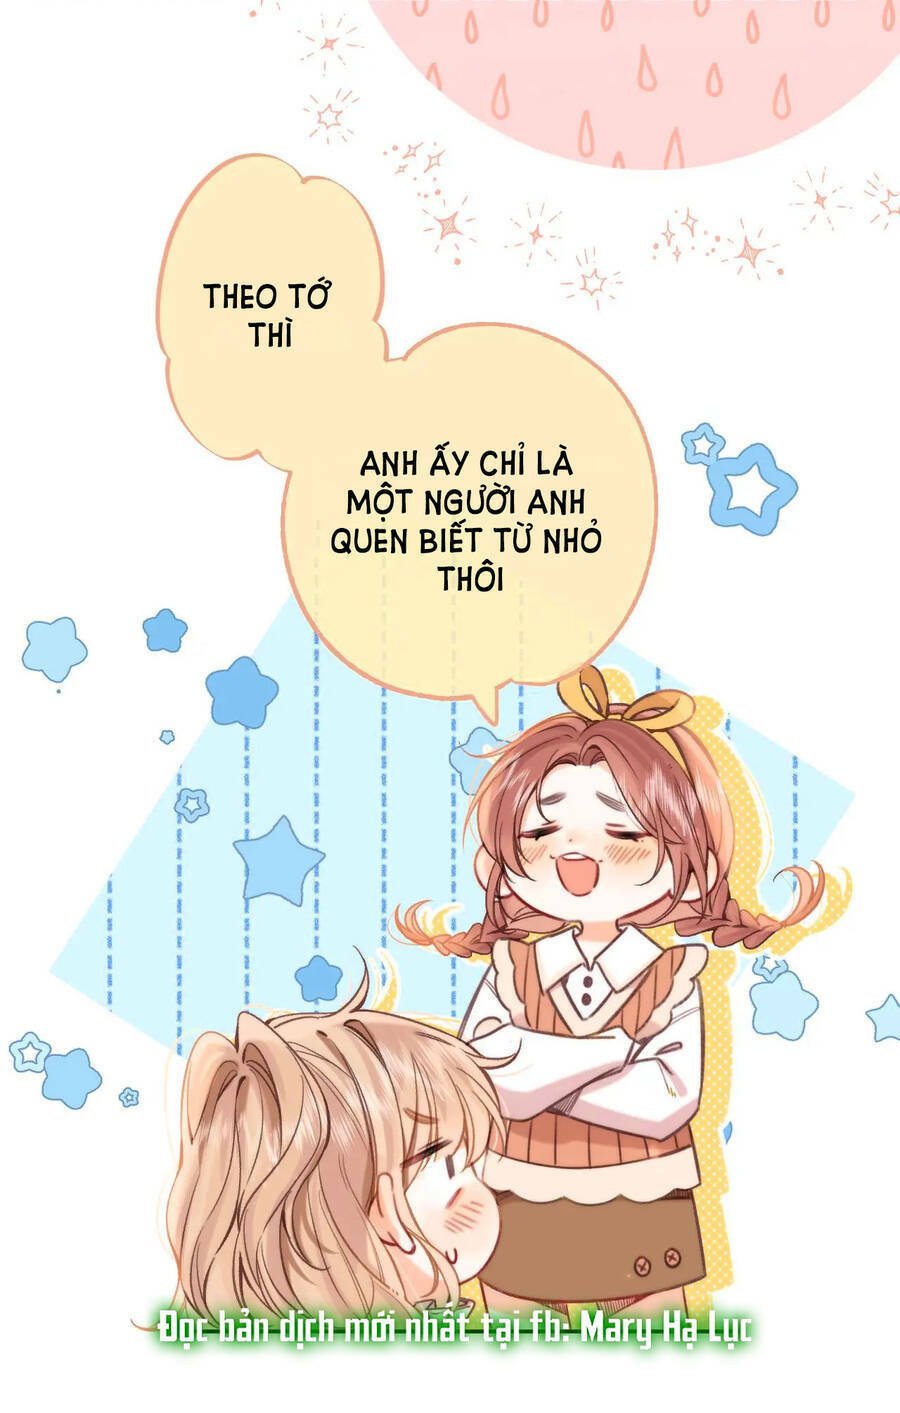 THEO TỚ
THÌ
ANH ẤY CHỈ LÀ
MỘT NGƯỜI ANH
QUEN BIẾT TỪ NHỎ
THÔI
Đọc bản dịch mới nhất tại fb: Mary Hạ Lục